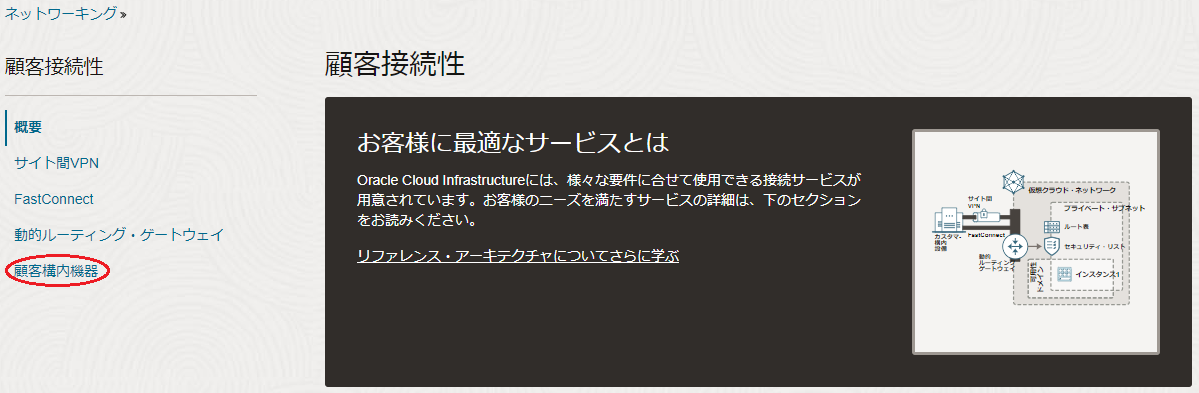 ネットワーキング »
顧客接続性
概要
サイト間VPN
FastConnect
動的ルーティング・ゲートウェイ
顧客構内機器
顧客接続性
お客様に最適なサービスとは
Oracle Cloud Infrastructureには、様々な要件に合せて使用できる接続サービスが
用意されています。お客様のニーズを満たすサービスの詳細は、下のセクション
をお読みください。
リファレンス・アーキテクチャについてさらに学ぶ
仮想クラウド・ネットワーク
サイト間
VPN
プライベート・サブネット
ルート表
カスタマ-
構内
設備
FastConnect
セキュリティ・リスト
動的
ルーティング
ゲートウェイ
可用性
ドメイン
インスタンス1